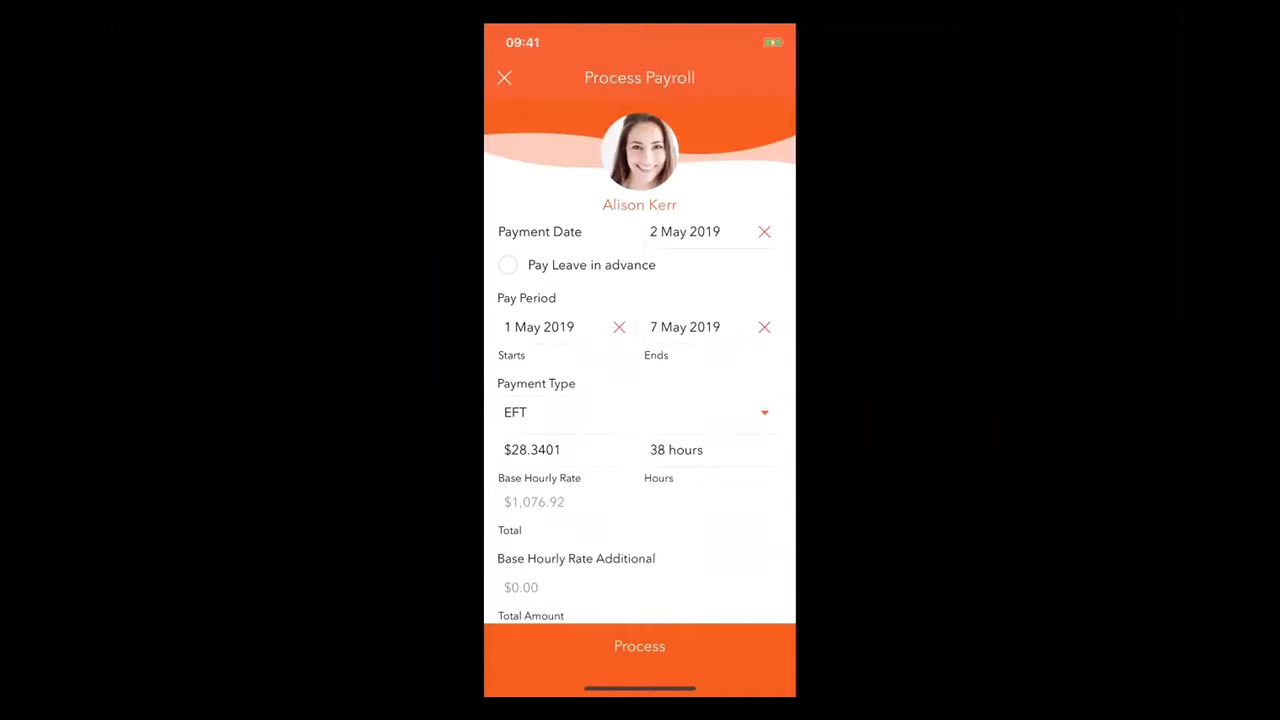 09:41
Process Payroll
Alison Kerr
Payment Date 2 May 2019
Pay Leave in advance
Pay Period
1 May 2019 7 May 2019
Starts Ends
Payment Type
EFT
$28.3401 38 hours
Base Hourly Rate Hours
$1,076.92
Total
Base Hourly Rate Additional
$0.00
Total Amount
Process